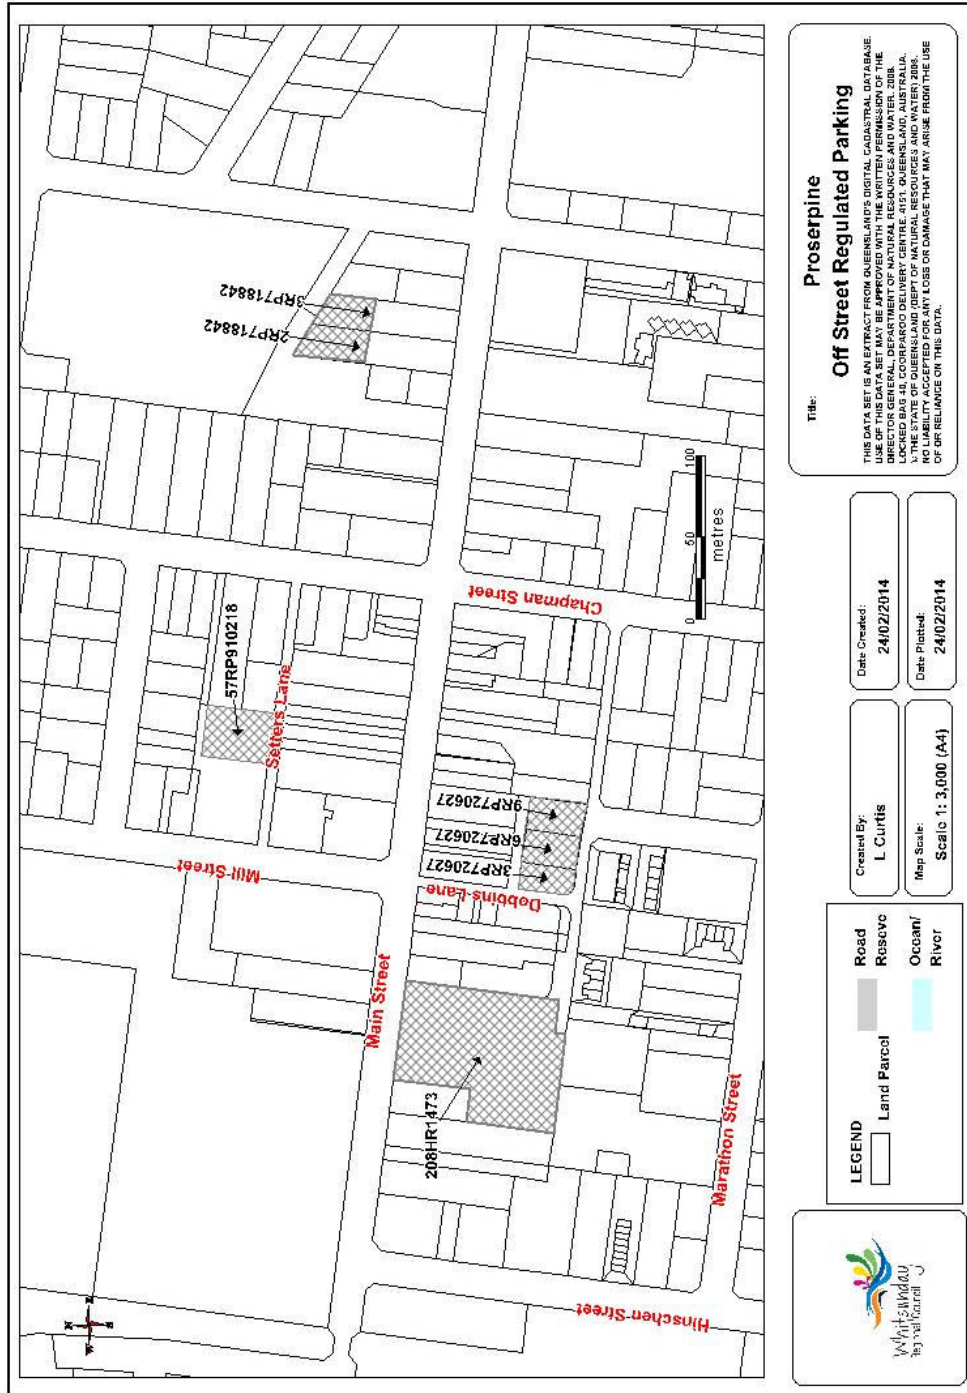 3RP718842
2RP718842
57RP910218
Setters Lane
Chapman Street
0 50 100
metres
Mill Street
9RP720627
6RP720627
3RP720627
Dobbins Lane
Main Street
208HR1473
Marathon Street
Hinschen Street
N
E
S
W
LEGEND
Land Parcel
Road
Reseve
Ocean/
River
Created By:
L Curtis
Date Created:
24/02/2014
Map Scale:
Scale 1: 3,000 (A4)
Date Plotted:
24/02/2014
Title:
Proserpine
Off Street Regulated Parking
THIS DATA SET IS AN EXTRACT FROM QUEENSLAND'S DIGITAL CADASTRAL DATABASE.
USE OF THIS DATA SET MAY BE APPROVED WITH THE WRITTEN PERMISSION OF THE
DIRECTOR GENERAL, DEPARTMENT OF NATURAL RESOURCES AND WATER, 2008.
LOCKED BAG 40, COORPAROO DELIVERY CENTRE, 4151, QUEENSLAND, AUSTRALIA.
THE STATE OF QUEENSLAND (DEPT OF NATURAL RESOURCES AND WATER) 2008.
NO LIABILITY ACCEPTED FOR ANY LOSS OR DAMAGE THAT MAY ARISE FROM THE USE
OF OR RELIANCE ON THIS DATA.
Whitsunday
Regional Council